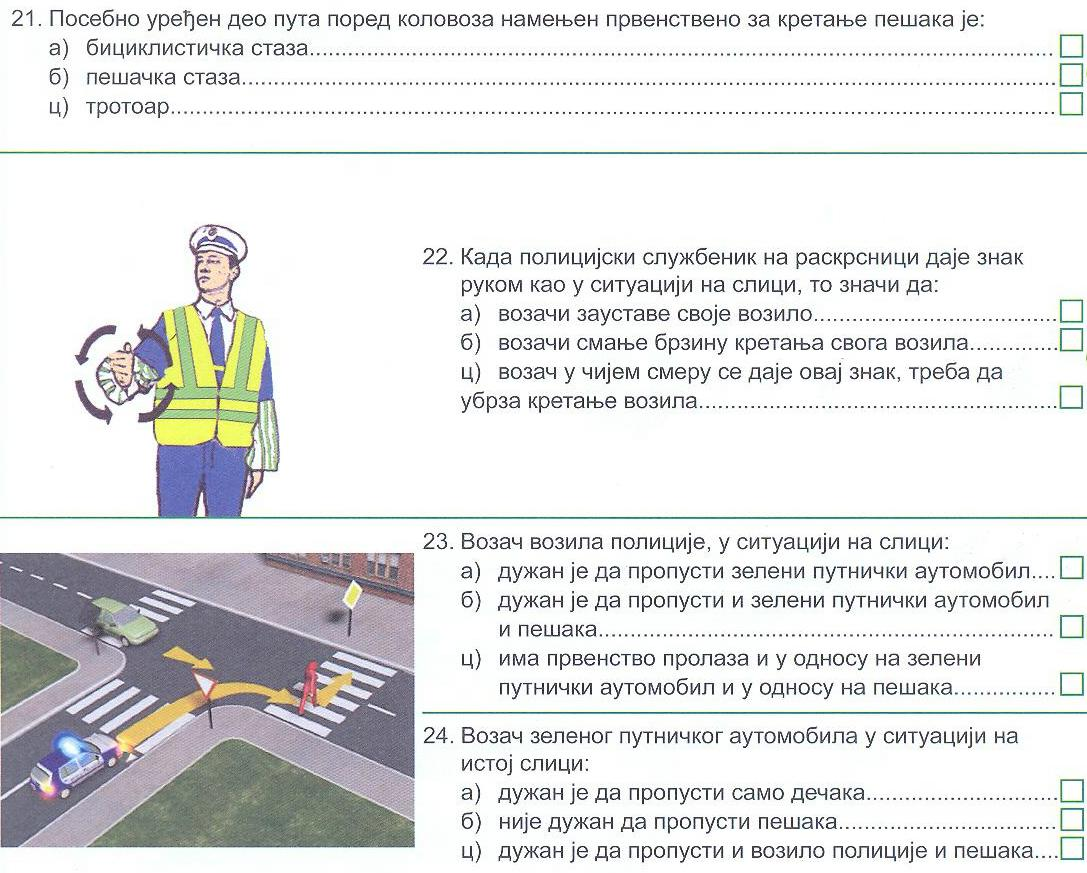 21. Посебно уређен део пута поред коловоза намењен првенствено за кретање пешака је:
а) бициклистичка стаза.....
б) пешачка стаза.....
ц) тротоар.....
22. Када полицијски службеник на раскрсници даје знак
руком као у ситуацији на слици, то значи да:
а) возачи зауставе своје возило.....
б) возачи смање брзину кретања свога возила.....
ц) возач у чијем смеру се даје овај знак, треба да
убрза кретање возила.....
23. Возач возила полиције, у ситуацији на слици:
а) дужан је да пропусти зелени путнички аутомобил....
б) дужан је да пропусти и зелени путнички аутомобил
и пешака.....
ц) има првенство пролаза и у односу на зелени
путнички аутомобил и у односу на пешака.....
24. Возач зеленог путничког аутомобила у ситуацији на
истој слици:
а) дужан је да пропусти само дечака.....
б) није дужан да пропусти пешака.....
ц) дужан је да пропусти и возило полиције и пешака....